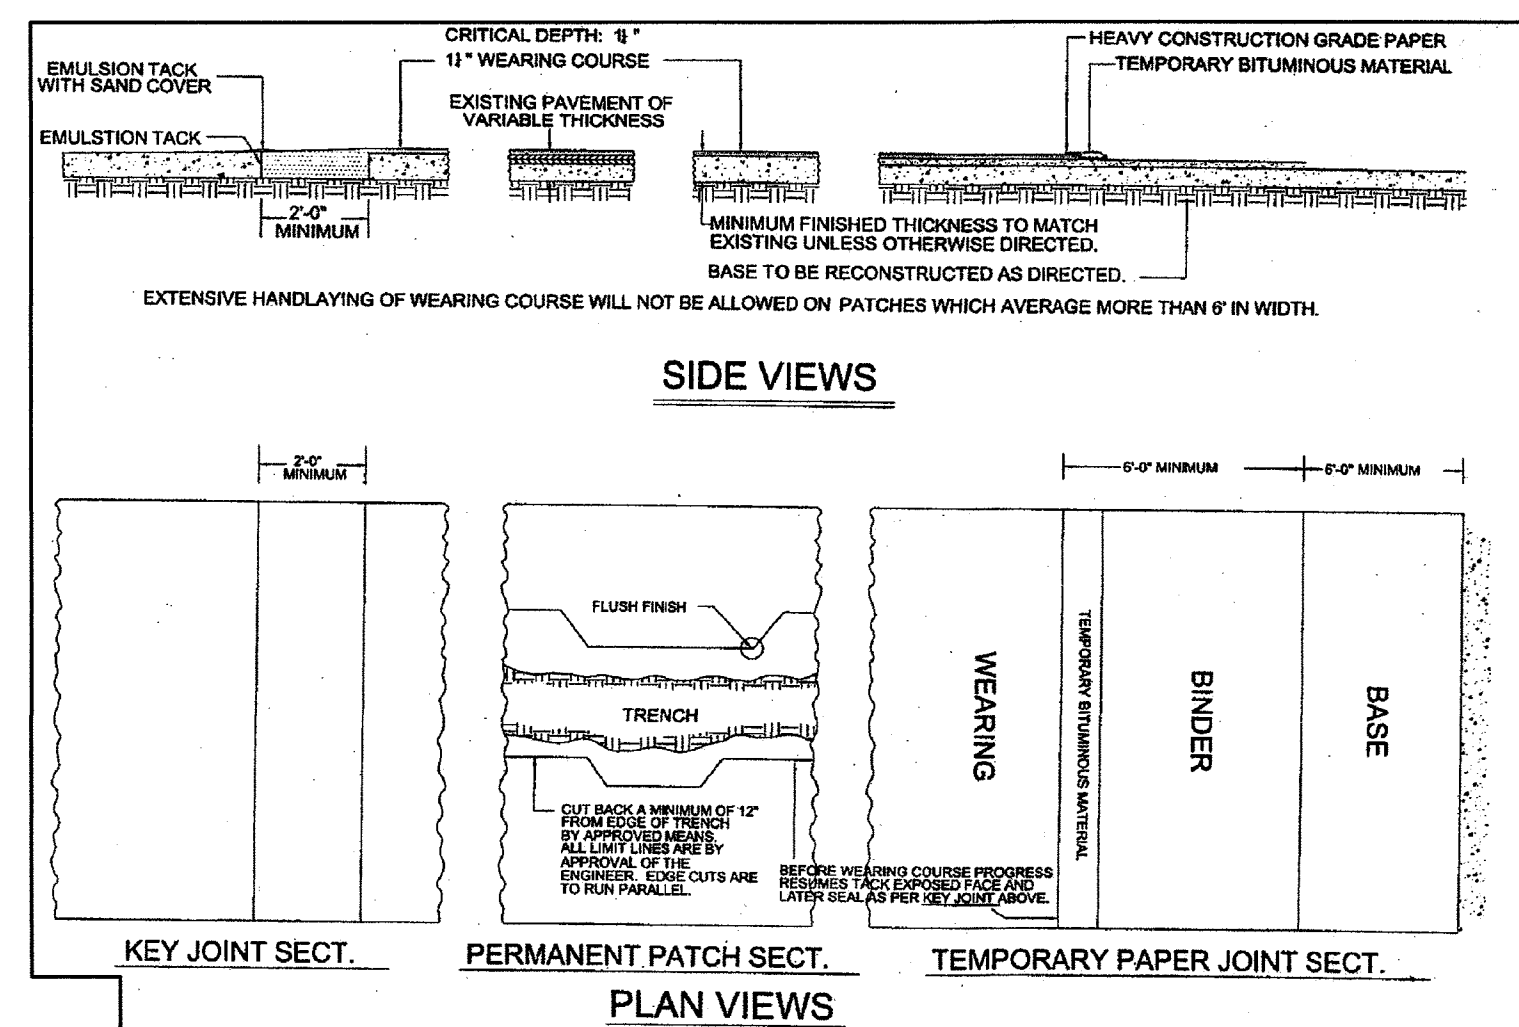 CRITICAL DEPTH: 1½"
1½" WEARING COURSE
EMULSION TACK
WITH SAND COVER
EMULSTION TACK
EXISTING PAVEMENT OF
VARIABLE THICKNESS
HEAVY CONSTRUCTION GRADE PAPER
TEMPORARY BITUMINOUS MATERIAL
2'-0"
MINIMUM
MINIMUM FINISHED THICKNESS TO MATCH
EXISTING UNLESS OTHERWISE DIRECTED.
BASE TO BE RECONSTRUCTED AS DIRECTED.
EXTENSIVE HANDLAYING OF WEARING COURSE WILL NOT BE ALLOWED ON PATCHES WHICH AVERAGE MORE THAN 6' IN WIDTH.
SIDE VIEWS
2'-0"
MINIMUM
6'-0" MINIMUM
6'-0" MINIMUM
FLUSH FINISH
TRENCH
CUT BACK A MINIMUM OF 12"
FROM EDGE OF TRENCH
BY APPROVED MEANS.
ALL LIMIT LINES ARE BY
APPROVAL OF THE
ENGINEER. EDGE CUTS ARE
TO RUN PARALLEL.
BEFORE WEARING COURSE PROGRESS
RESUMES TACK EXPOSED FACE AND
LATER SEAL AS PER KEY JOINT ABOVE.
WEARING
TEMPORARY BITUMINOUS MATERIAL
BINDER
BASE
KEY JOINT SECT.
PERMANENT PATCH SECT.
TEMPORARY PAPER JOINT SECT.
PLAN VIEWS